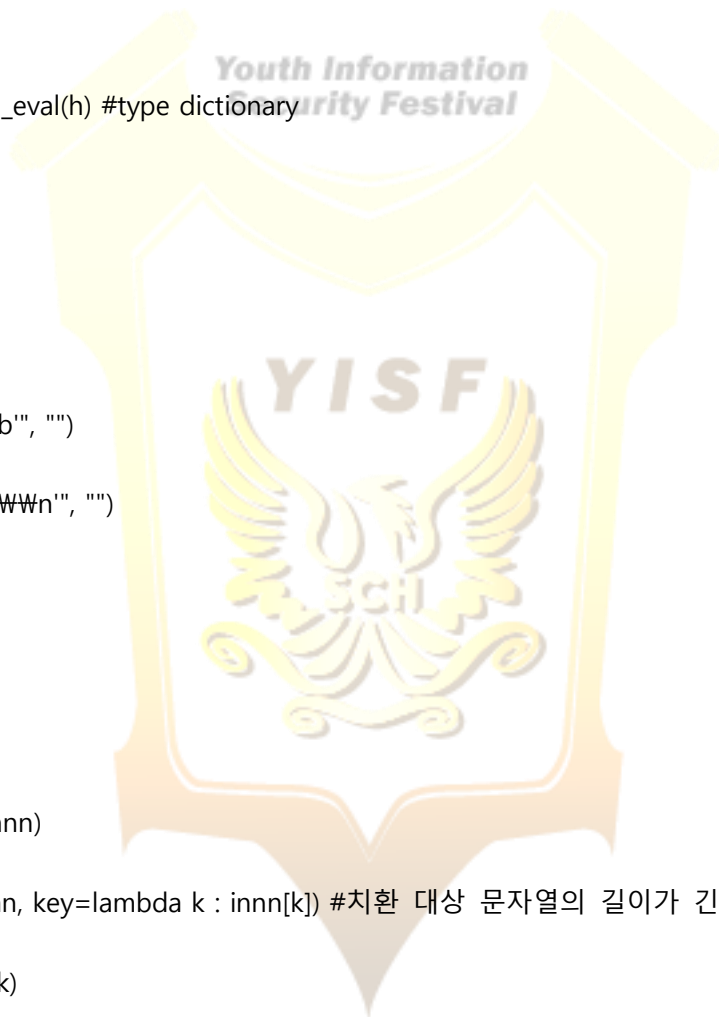 Youth Information
Security Festival
_eval(h) #type dictionary
YISF
b'", "")
₩₩n'", "")
SCH
nn)
n, key=lambda k : innn[k]) #치환 대상 문자열의 길이가 긴
k)